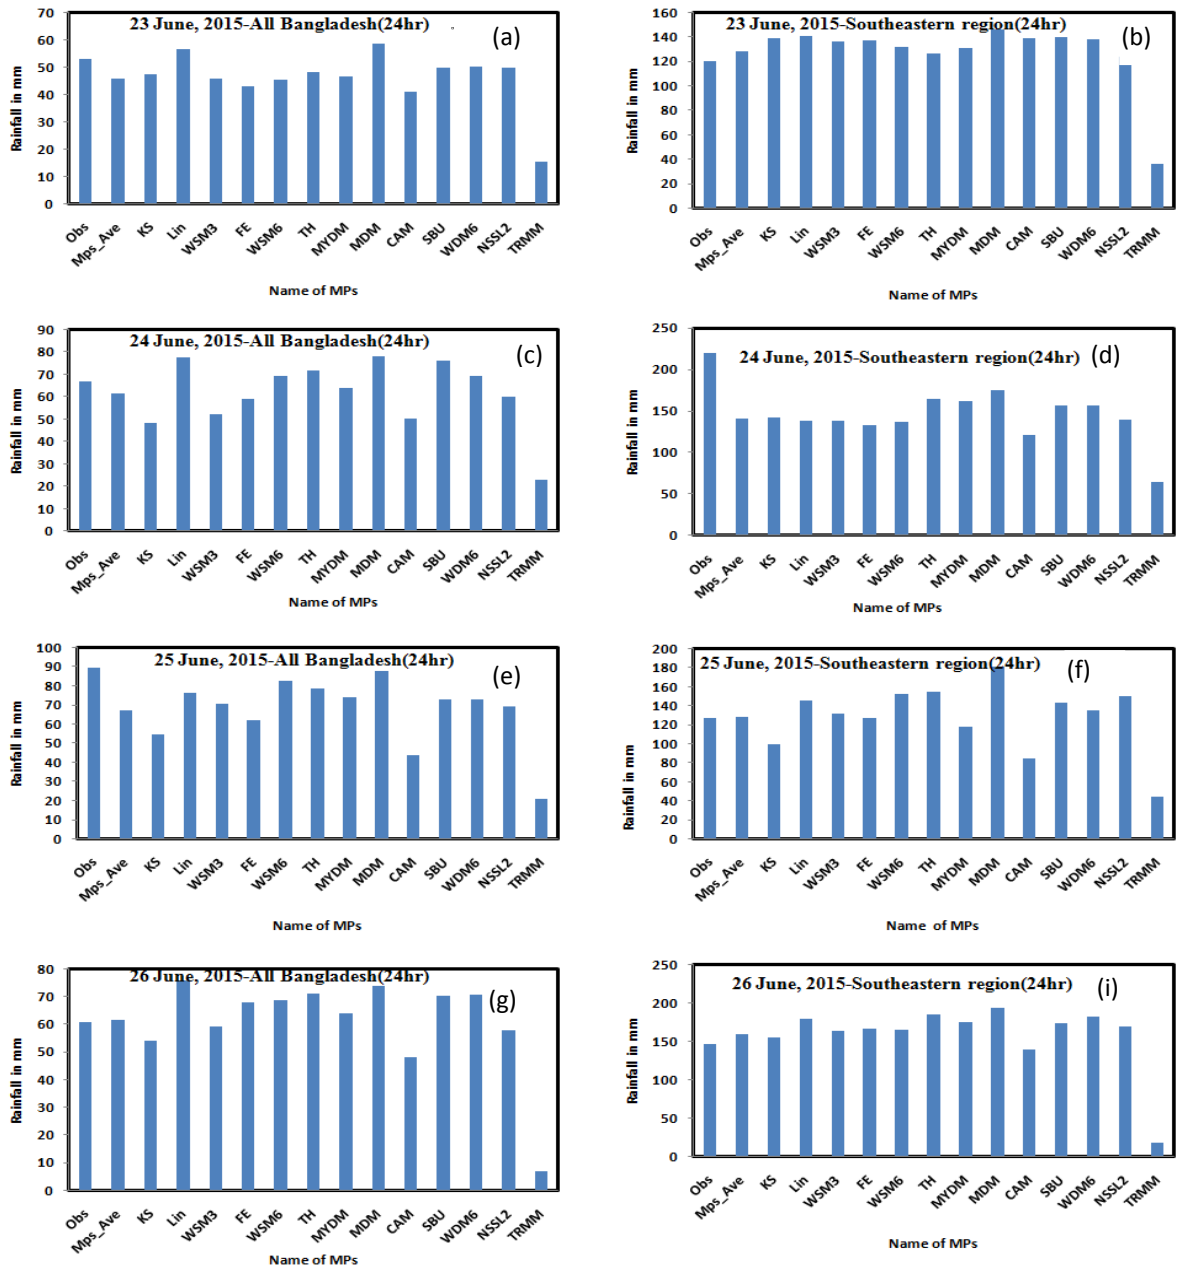 23 June, 2015-All Bangladesh(24hr)
(a)
Rainfall in mm
70
60
50
40
30
20
10
0
Obs Mps_Ave KS Lin WSM3 FE WSM6 TH MYDM MDM CAM SBU WDM6 NSSL2 TRMM
Name of MPs
23 June, 2015-Southeastern region(24hr)
(b)
Rainfall in mm
160
140
120
100
80
60
40
20
0
Obs Mps_Ave KS Lin WSM3 FE WSM6 TH MYDM MDM CAM SBU WDM6 NSSL2 TRMM
Name of MPs
24 June, 2015-All Bangladesh(24hr)
(c)
Rainfall in mm
90
80
70
60
50
40
30
20
10
0
Obs Mps_Ave KS Lin WSM3 FE WSM6 TH MYDM MDM CAM SBU WDM6 NSSL2 TRMM
Name of MPs
24 June, 2015-Southeastern region(24hr)
(d)
Rainfall in mm
250
200
150
100
50
0
Obs Mps_Ave KS Lin WSM3 FE WSM6 TH MYDM MDM CAM SBU WDM6 NSSL2 TRMM
Name of MPs
25 June, 2015-All Bangladesh(24hr)
(e)
Rainfall in mm
100
90
80
70
60
50
40
30
20
10
0
Obs Mps_Ave KS Lin WSM3 FE WSM6 TH MYDM MDM CAM SBU WDM6 NSSL2 TRMM
Name of MPs
25 June, 2015-Southeastern region(24hr)
(f)
Rainfall in mm
200
180
160
140
120
100
80
60
40
20
0
Obs Mps_Ave KS Lin WSM3 FE WSM6 TH MYDM MDM CAM SBU WDM6 NSSL2 TRMM
Name of MPs
26 June, 2015-All Bangladesh(24hr)
(g)
Rainfall in mm
80
70
60
50
40
30
20
10
0
Obs Mps_Ave KS Lin WSM3 FE WSM6 TH MYDM MDM CAM SBU WDM6 NSSL2 TRMM
Name of MPs
26 June, 2015-Southeastern region(24hr)
(i)
Rainfall in mm
250
200
150
100
50
0
Obs Mps_Ave KS Lin WSM3 FE WSM6 TH MYDM MDM CAM SBU WDM6 NSSL2 TRMM
Name of MPs